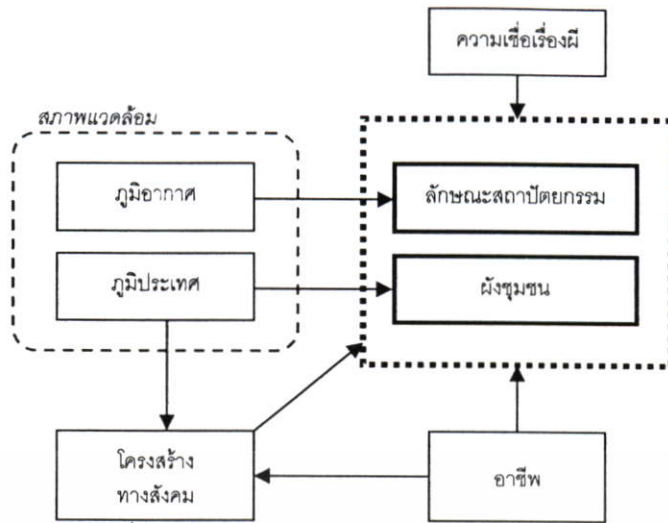 ความเชื่อเรื่องผี
สภาพแวดล้อม
ภูมิอากาศ
ลักษณะสถาปัตยกรรม
ภูมิประเทศ
ผังชุมชน
โครงสร้าง
ทางสังคม
อาชีพ